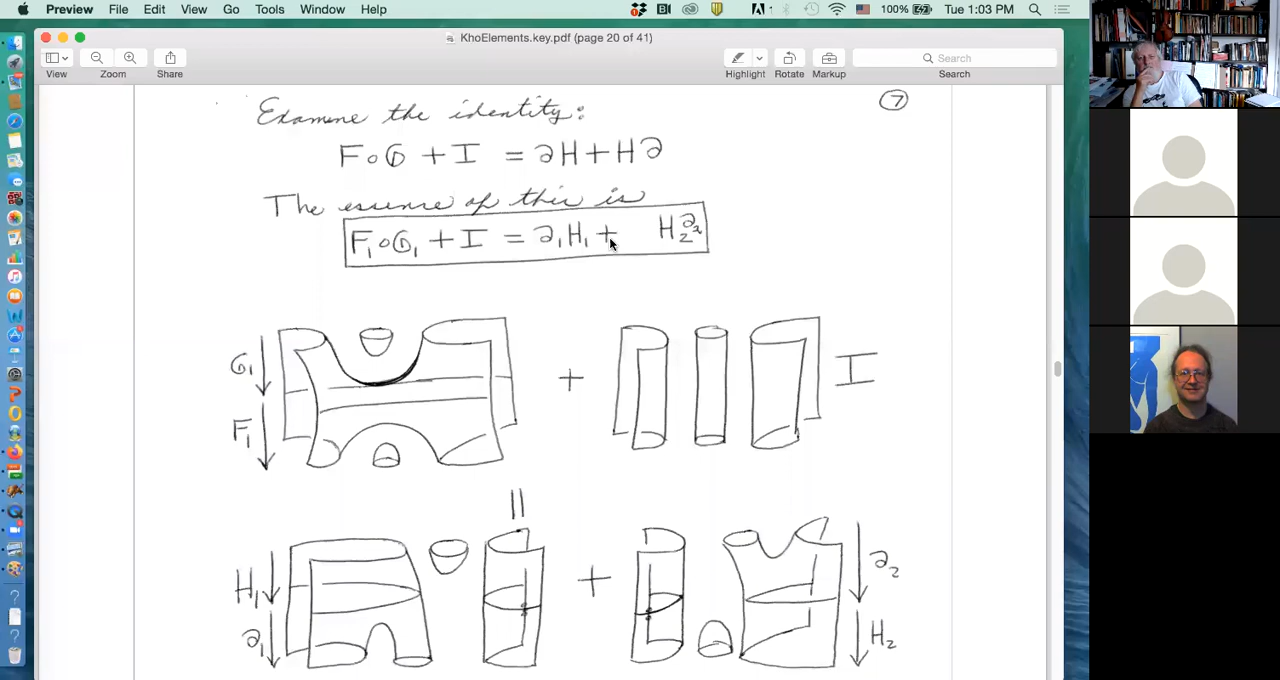 Preview File Edit View Go Tools Window Help 100% Tue 1:03 PM
KhoElements.key.pdf (page 20 of 41)
View Zoom Share Highlight Rotate Markup Search
Search
Examine the identity: 7
F∘G + I = ∂H + H∂
The essence of this is
F₁∘G₁ + I = ∂₁H₁ + H₂∂₂
G₁
+ I
F₁
=
H₁ + ∂₂
∂₁ H₂